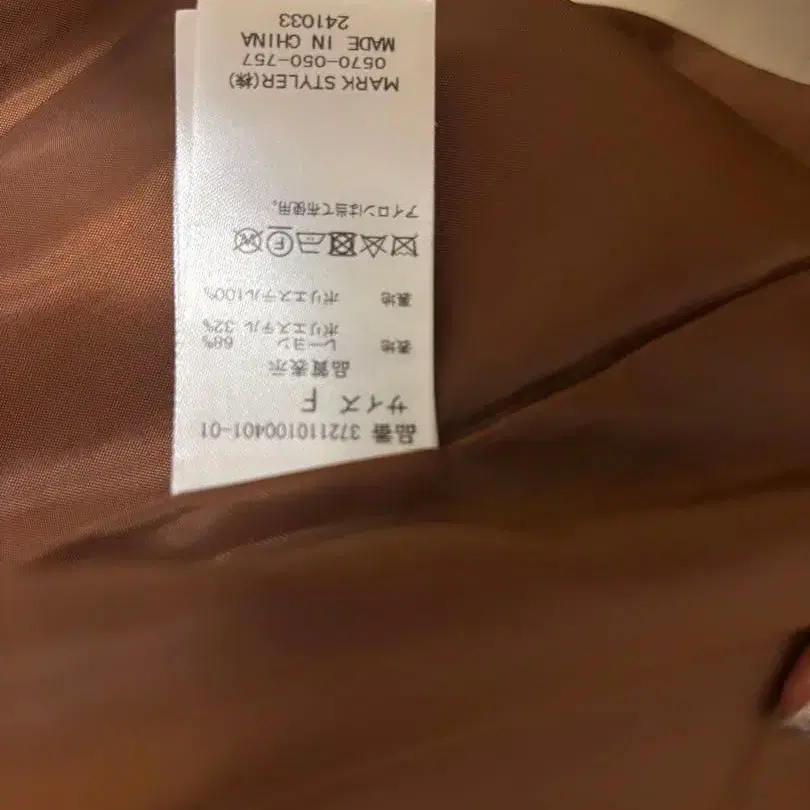 品番 372110100401-01
サイズ F
品質表示
表地 レーヨン 68%
ポリエステル 32%
裏地 ポリエステル100%
アイロンは当て布使用。
MARK STYLER(株)
0570-050-757
MADE IN CHINA
241033